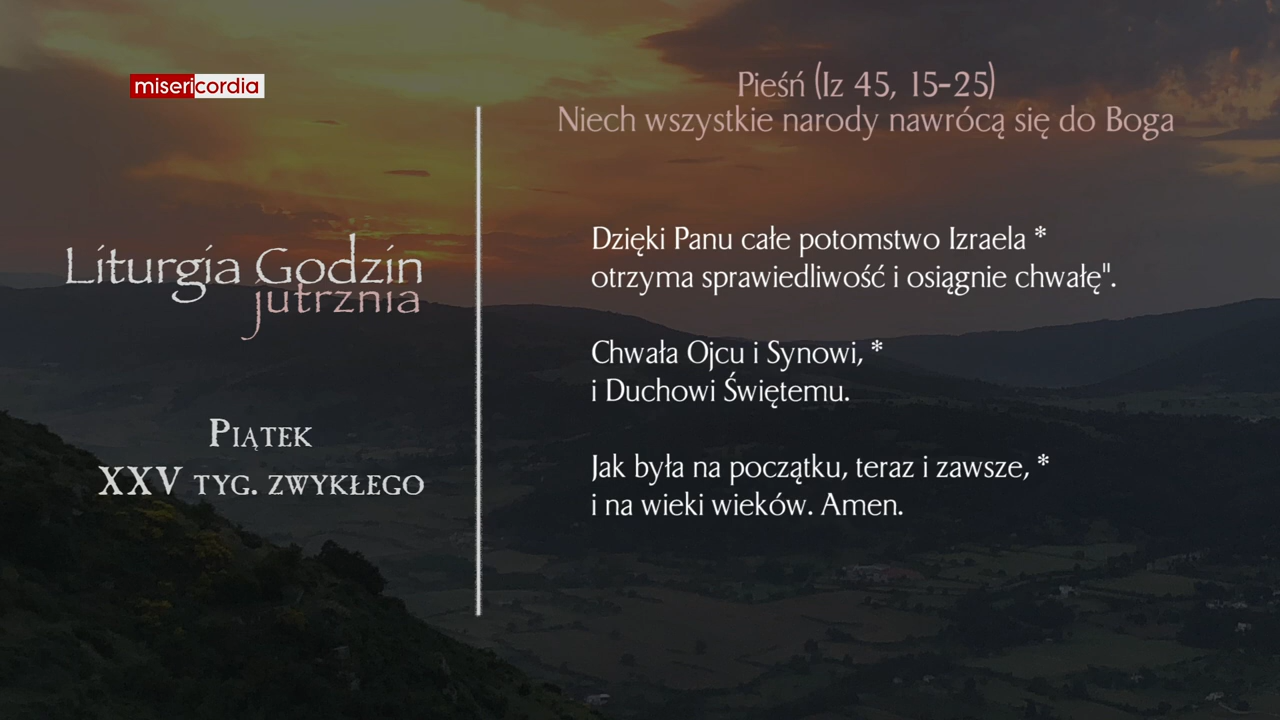 misericordia
Liturgia Godzin
jutrznia
Piątek
XXV tyg. zwykłego
Pieśń (Iz 45, 15-25)
Niech wszystkie narody nawrócą się do Boga
Dzięki Panu całe potomstwo Izraela *
otrzyma sprawiedliwość i osiągnie chwałę".
Chwała Ojcu i Synowi, *
i Duchowi Świętemu.
Jak była na początku, teraz i zawsze, *
i na wieki wieków. Amen.